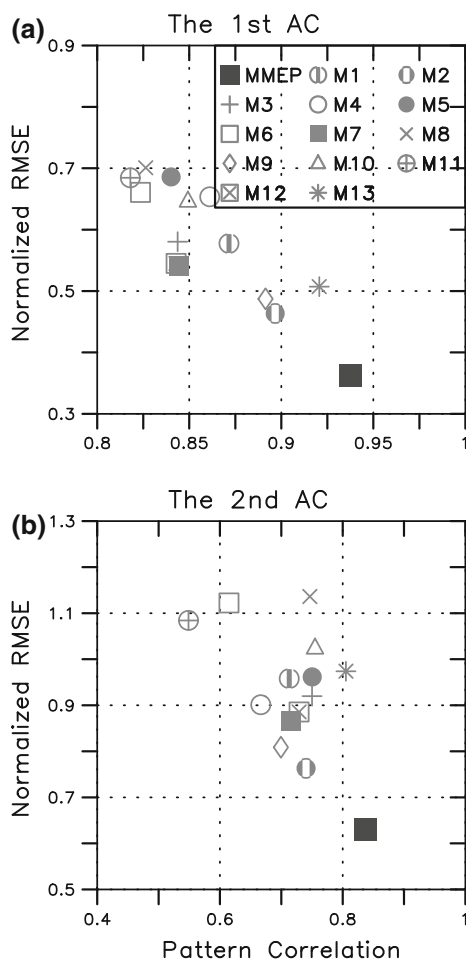 (a) The 1st AC
Normalized RMSE
0.9
0.7
0.5
0.3
0.8 0.85 0.9 0.95 1
MMEP M1 M2
M3 M4 M5
M6 M7 M8
M9 M10 M11
M12 M13
(b) The 2nd AC
Normalized RMSE
1.3
1.1
0.9
0.7
0.5
0.4 0.6 0.8 1
Pattern Correlation